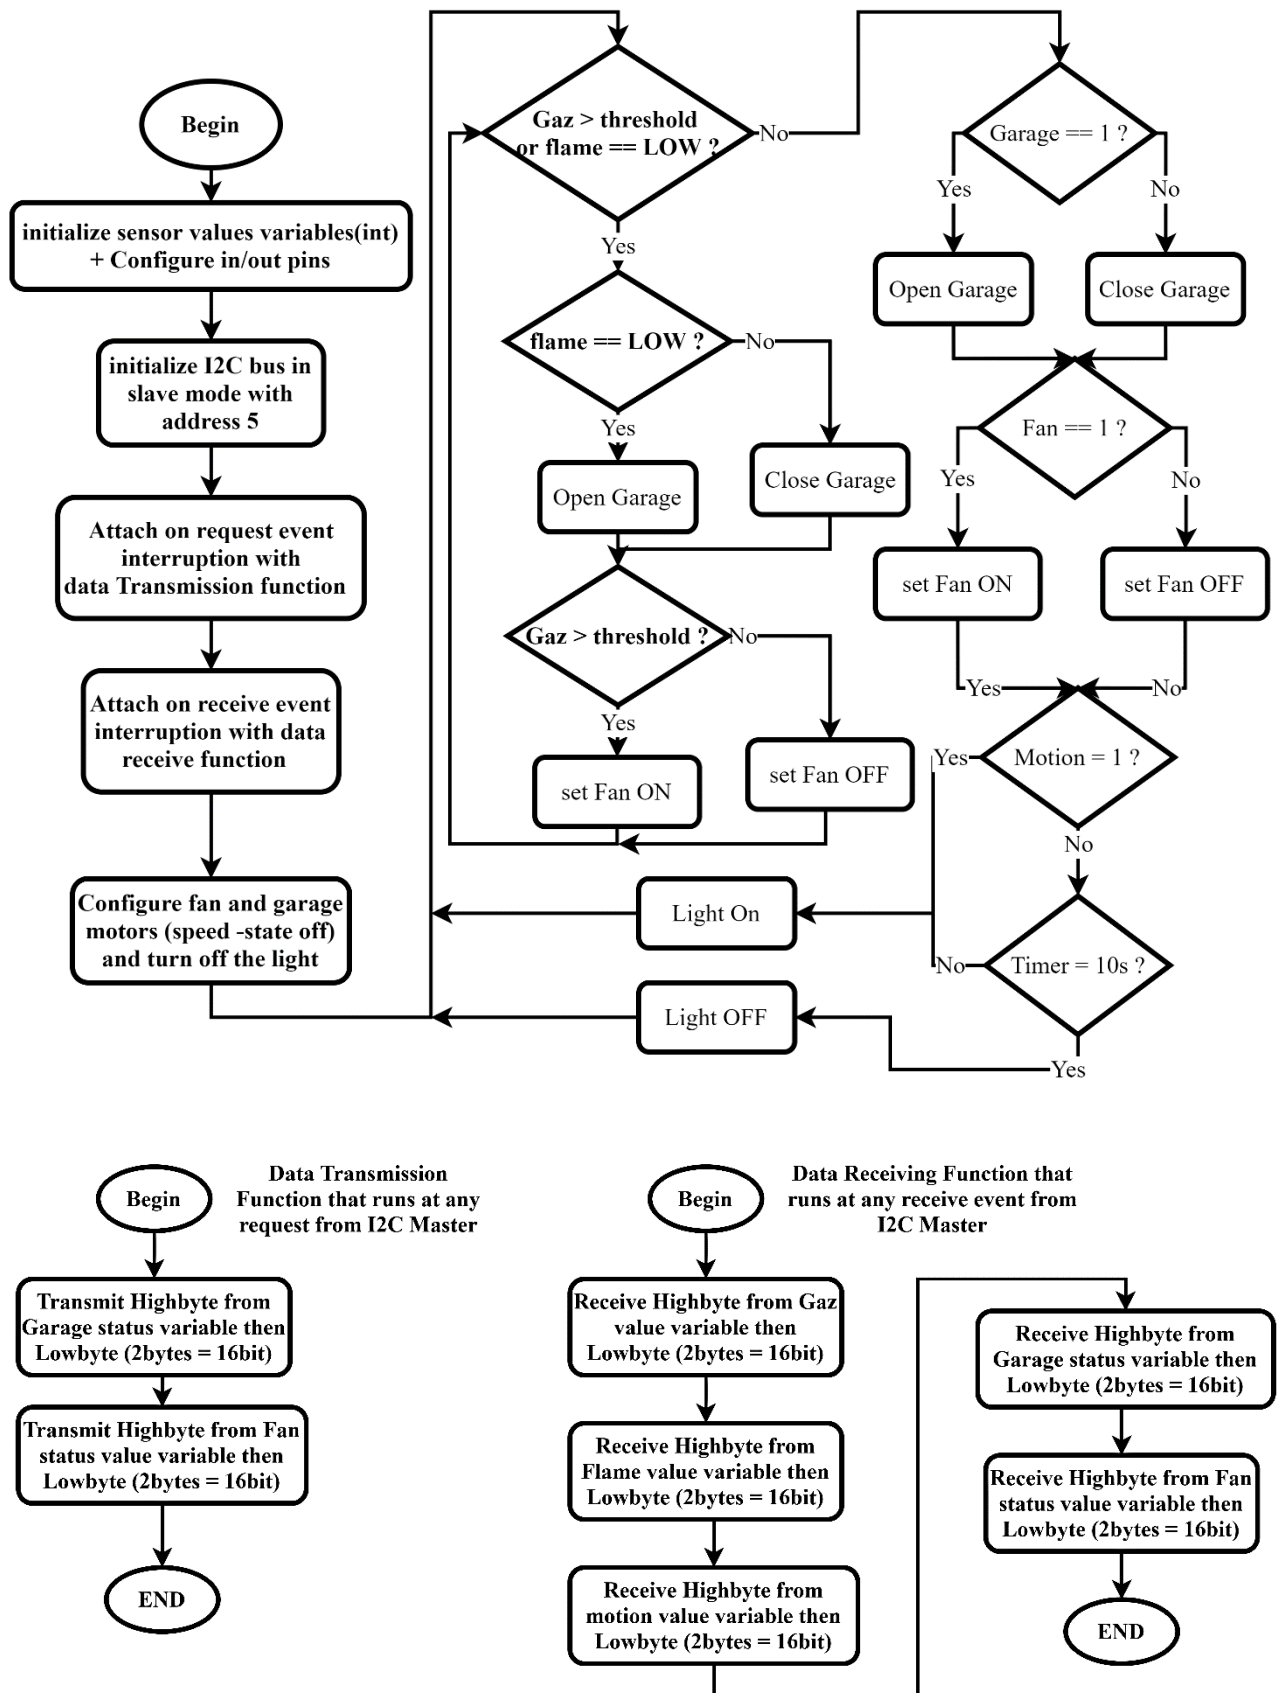 Begin
initialize sensor values variables(int)
+ Configure in/out pins
initialize I2C bus in
slave mode with
address 5
Attach on request event
interruption with
data Transmission function
Attach on receive event
interruption with data
receive function
Configure fan and garage
motors (speed -state off)
and turn off the light
Gaz > threshold
or flame == LOW ?
No
Yes
flame == LOW ?
No
Yes
Open Garage
Close Garage
Gaz > threshold ?
No
Yes
set Fan ON
set Fan OFF
Garage == 1 ?
Yes
No
Open Garage
Close Garage
Fan == 1 ?
Yes
No
set Fan ON
set Fan OFF
Yes
No
Motion = 1 ?
Yes
No
Light On
Timer = 10s ?
No
Light OFF
Yes
Begin
Data Transmission
Function that runs at any
request from I2C Master
Transmit Highbyte from
Garage status variable then
Lowbyte (2bytes = 16bit)
Transmit Highbyte from Fan
status value variable then
Lowbyte (2bytes = 16bit)
END
Begin
Data Receiving Function that
runs at any receive event from
I2C Master
Receive Highbyte from Gaz
value variable then
Lowbyte (2bytes = 16bit)
Receive Highbyte from
Flame value variable then
Lowbyte (2bytes = 16bit)
Receive Highbyte from
motion value variable then
Lowbyte (2bytes = 16bit)
Receive Highbyte from
Garage status variable then
Lowbyte (2bytes = 16bit)
Receive Highbyte from Fan
status value variable then
Lowbyte (2bytes = 16bit)
END